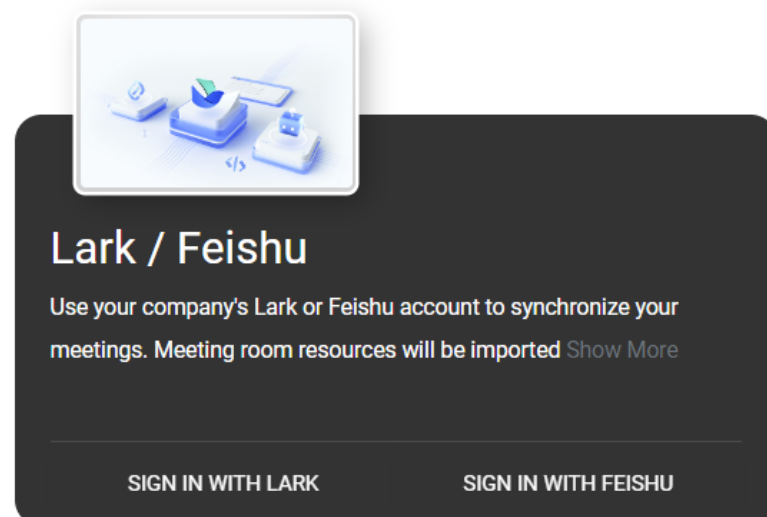 Lark / Feishu
Use your company's Lark or Feishu account to synchronize your
meetings. Meeting room resources will be imported Show More
SIGN IN WITH LARK SIGN IN WITH FEISHU